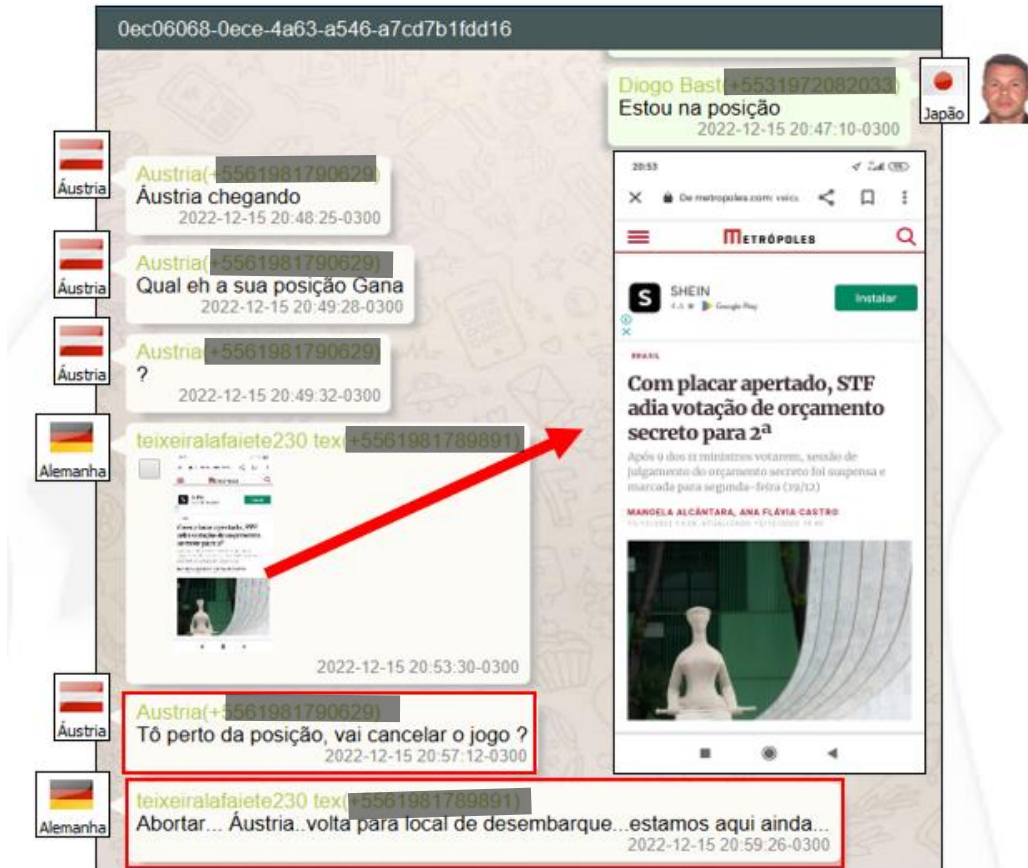 0ec06068-0ece-4a63-a546-a7cd7b1fdd16
Diogo Bast
Estou na posição
2022-12-15 20:47:10-0300
Japão
Áustria
Austria(
Áustria chegando
2022-12-15 20:48:25-0300
Áustria
Austria(
Qual eh a sua posição Gana
2022-12-15 20:49:28-0300
Áustria
Austria
?
2022-12-15 20:49:32-0300
Alemanha
teixeiralafaiete230 tex(
2022-12-15 20:53:30-0300
20:53
De metropoles.com:
METRÓPOLES
S
SHEIN
Google Play
Instalar
BRASIL
Com placar apertado, STF
adia votação de orçamento
secreto para 2ª
Após 9 dos 11 ministros votarem, sessão de
julgamento do orçamento secreto foi suspensa e
marcada para segunda-feira (19/12)
MANOELA ALCÂNTARA, ANA FLÁVIA CASTRO
Áustria
Austria(+
Tô perto da posição, vai cancelar o jogo ?
2022-12-15 20:57:12-0300
Alemanha
teixeiralafaiete230 tex(
Abortar... Áustria..volta para local de desembarque...estamos aqui ainda...
2022-12-15 20:59:26-0300